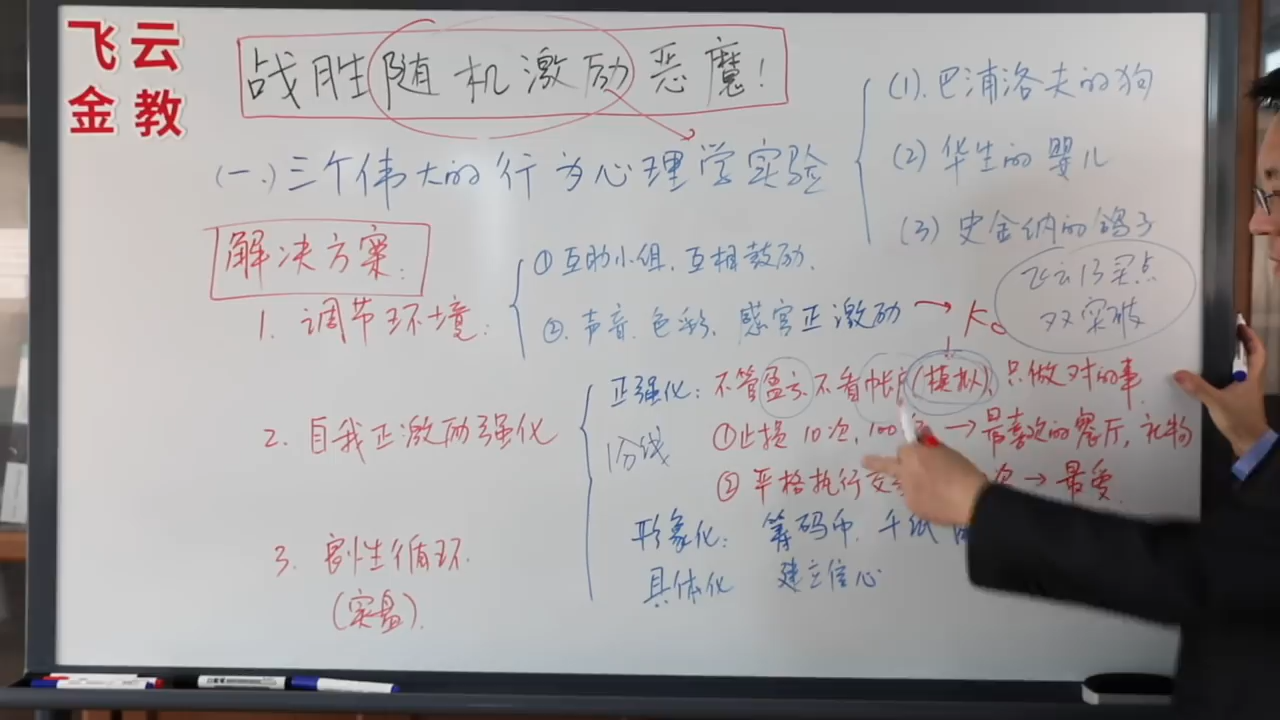 飞云
金教
战胜随机激励恶魔!
(一.)三个伟大的行为心理学实验
(1).巴浦洛夫的狗
(2)华生的婴儿
(3)史金纳的鸽子
解决方案:
1. 调节环境:
①互助小组.互相鼓励.
②.声音.色彩.感官正激励→
双突破
2. 自我正激励强化
正强化:不管盈亏不看帐户(模拟),只做对的事
1分线
①止损10次,100 →最喜欢的餐厅,礼物
②严格执行 次→最爱
形象化:筹码币.千纸
具体化 建立信心
3. 良性循环.
(实盘).